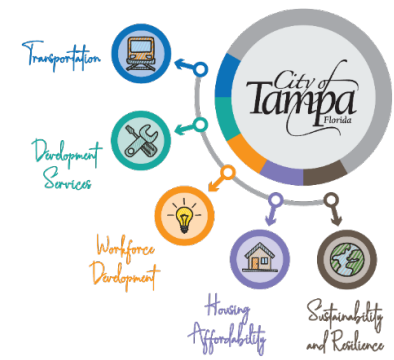 Transportation
City of
Tampa
Florida
Development
Services
Workforce
Development
Housing
Affordability
Sustainability
and Resilience